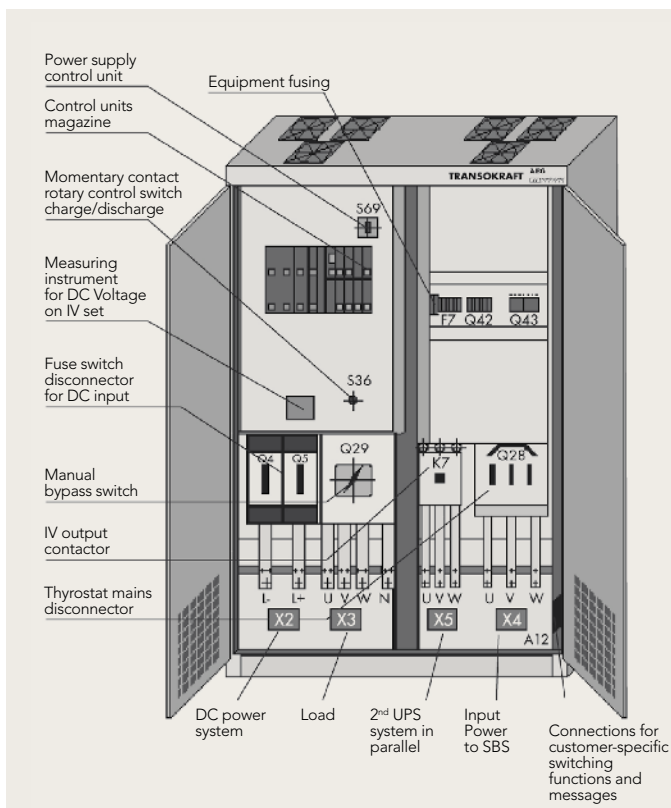 Power supply
control unit
Equipment fusing
Control units
magazine
Momentary contact
rotary control switch
charge/discharge
Measuring
instrument
for DC Voltage
on IV set
Fuse switch
disconnector
for DC input
Manual
bypass switch
IV output
contactor
Thyrostat mains
disconnector
TRANSOKRAFT AEG
S69
F7 Q42 Q43
S36
Q4 Q5 Q29 K7 Q28
L- L+ U V W N U V W U V W
X2 X3 X5 X4
A12
DC power
system
Load
2nd UPS
system in
parallel
Input
Power
to SBS
Connections for
customer-specific
switching
functions and
messages